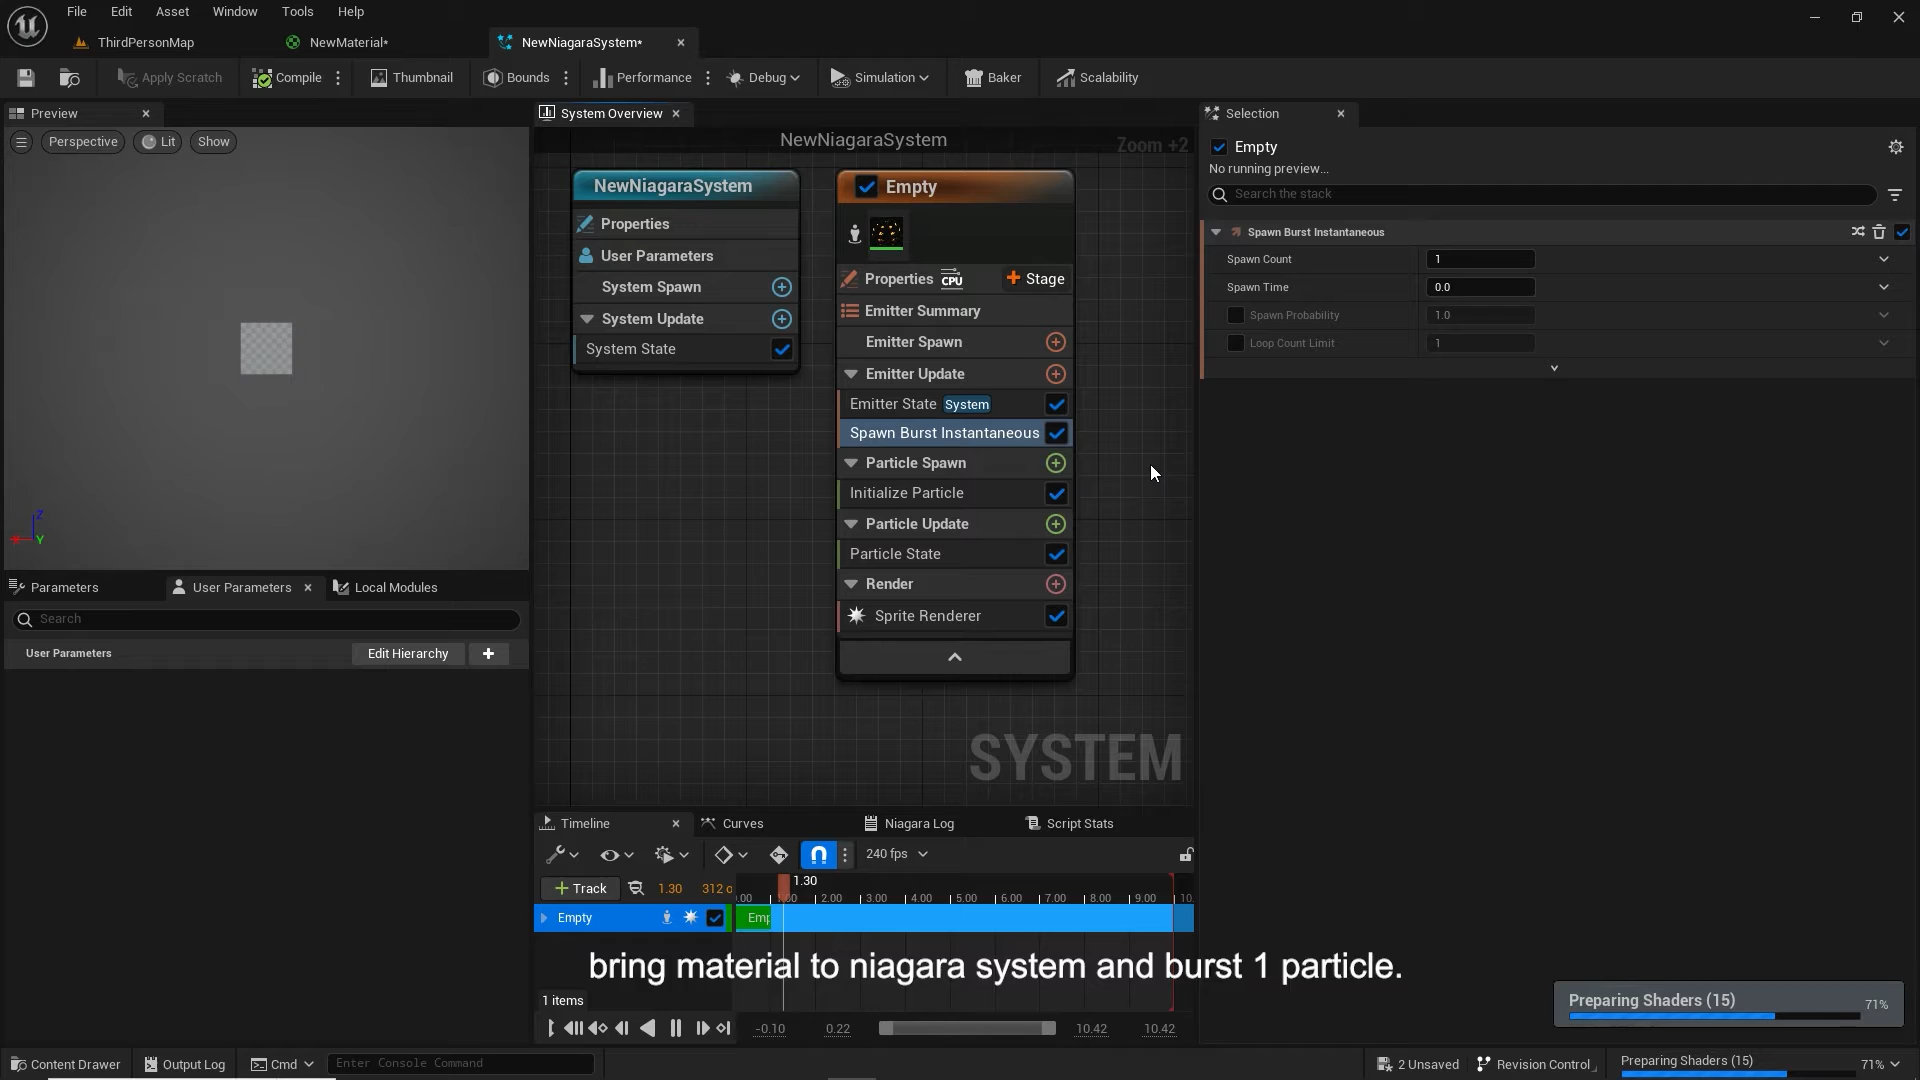 File Edit Asset Window Tools Help
ThirdPersonMap NewMaterial* NewNiagaraSystem*
Apply Scratch Compile Thumbnail Bounds Performance Debug Simulation Baker Scalability
Preview
Perspective Lit Show
Z
X Y
System Overview
NewNiagaraSystem
Zoom +2
NewNiagaraSystem
Properties
User Parameters
System Spawn
System Update
System State
Empty
Properties CPU Stage
Emitter Summary
Emitter Spawn
Emitter Update
Emitter State System
Spawn Burst Instantaneous
Particle Spawn
Initialize Particle
Particle Update
Particle State
Render
Sprite Renderer
SYSTEM
Selection
Empty
No running preview...
Search the stack
Spawn Burst Instantaneous
Spawn Count 1
Spawn Time 0.0
Spawn Probability 1.0
Loop Count Limit 1
Parameters User Parameters Local Modules
Search
User Parameters Edit Hierarchy
Timeline Curves Niagara Log Script Stats
240 fps
1.30
+ Track 1.30 312 o
.00 1.00 2.00 3.00 4.00 5.00 6.00 7.00 8.00 9.00 10.
Empty Emp
bring material to niagara system and burst 1 particle.
1 items
-0.10 0.22 10.42 10.42
Preparing Shaders (15) 71%
Content Drawer Output Log Cmd Enter Console Command 2 Unsaved Revision Control Preparing Shaders (15) 71%